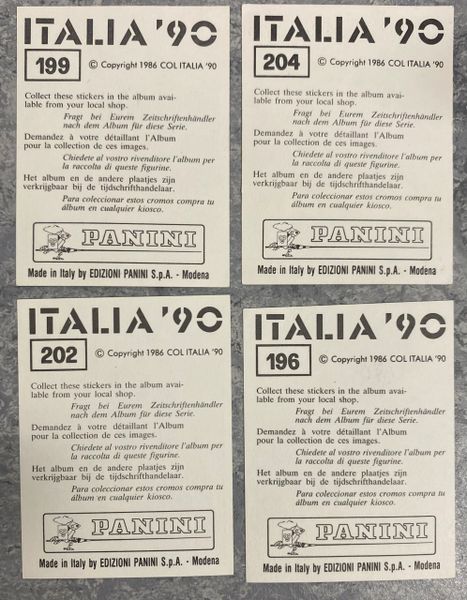 ITALIA '90
199
© Copyright 1986 COL ITALIA '90
Collect these stickers in the album avai-
lable from your local shop.
Fragt bei Eurem Zeitschriftenhändler
nach dem Album für diese Serie.
Demandez à votre détaillant l'Album
pour la collection de ces images.
Chiedete al vostro rivenditore l'album per
la raccolta di queste figurine.
Het album en de andere plaatjes zijn
verkrijgbaar bij de tijdschrifthandelaar.
Para coleccionar estos cromos compra tu
álbum en cualquier kiosco.
PANINI
Made in Italy by EDIZIONI PANINI S.p.A. - Modena
ITALIA '90
204
© Copyright 1986 COL ITALIA '90
Collect these stickers in the album avai-
lable from your local shop.
Fragt bei Eurem Zeitschriftenhändler
nach dem Album für diese Serie.
Demandez à votre détaillant l'Album
pour la collection de ces images.
Chiedete al vostro rivenditore l'album per
la raccolta di queste figurine.
Het album en de andere plaatjes zijn
verkrijgbaar bij de tijdschrifthandelaar.
Para coleccionar estos cromos compra tu
álbum en cualquier kiosco.
PANINI
Made in Italy by EDIZIONI PANINI S.p.A. - Modena
ITALIA '90
202
© Copyright 1986 COL ITALIA '90
Collect these stickers in the album avai-
lable from your local shop.
Fragt bei Eurem Zeitschriftenhändler
nach dem Album für diese Serie.
Demandez à votre détaillant l'Album
pour la collection de ces images.
Chiedete al vostro rivenditore l'album per
la raccolta di queste figurine.
Het album en de andere plaatjes zijn
verkrijgbaar bij de tijdschrifthandelaar.
Para coleccionar estos cromos compra tu
álbum en cualquier kiosco.
PANINI
Made in Italy by EDIZIONI PANINI S.p.A. - Modena
ITALIA '90
196
© Copyright 1986 COL ITALIA '90
Collect these stickers in the album avai-
lable from your local shop.
Fragt bei Eurem Zeitschriftenhändler
nach dem Album für diese Serie.
Demandez à votre détaillant l'Album
pour la collection de ces images.
Chiedete al vostro rivenditore l'album per
la raccolta di queste figurine.
Het album en de andere plaatjes zijn
verkrijgbaar bij de tijdschrifthandelaar.
Para coleccionar estos cromos compra tu
álbum en cualquier kiosco.
PANINI
Made in Italy by EDIZIONI PANINI S.p.A. - Modena